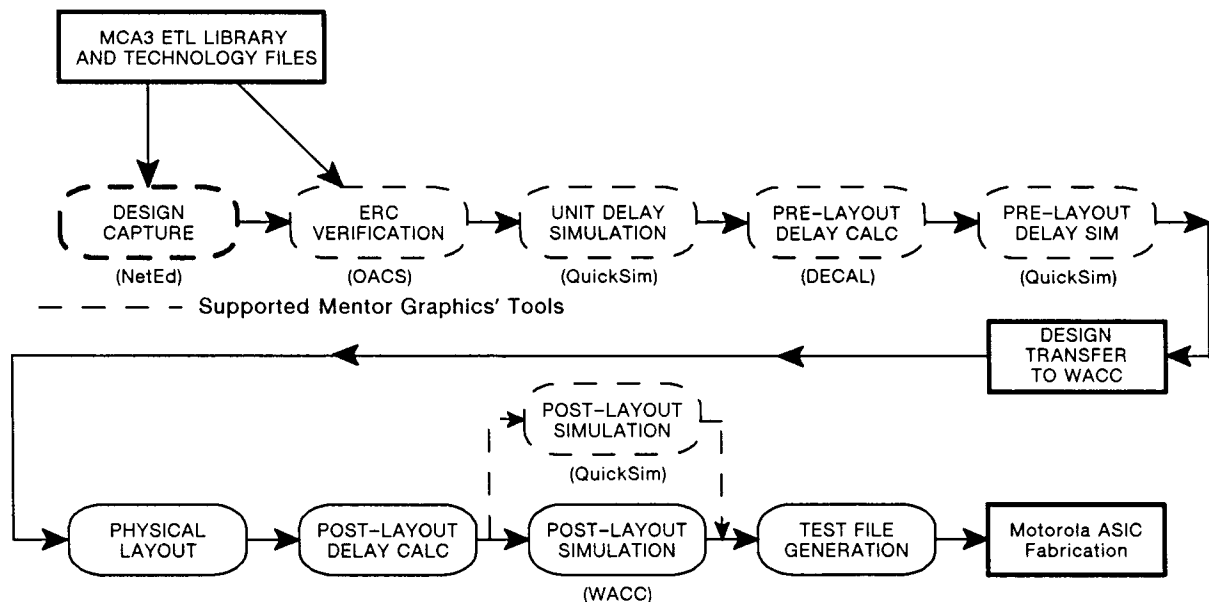 MCA3 ETL LIBRARY
AND TECHNOLOGY FILES
DESIGN
CAPTURE
(NetEd)
ERC
VERIFICATION
(OACS)
UNIT DELAY
SIMULATION
(QuickSim)
PRE-LAYOUT
DELAY CALC
(DECAL)
PRE-LAYOUT
DELAY SIM
(QuickSim)
Supported Mentor Graphics' Tools
DESIGN
TRANSFER
TO WACC
POST-LAYOUT
SIMULATION
(QuickSim)
PHYSICAL
LAYOUT
POST-LAYOUT
DELAY CALC
POST-LAYOUT
SIMULATION
(WACC)
TEST FILE
GENERATION
Motorola ASIC
Fabrication